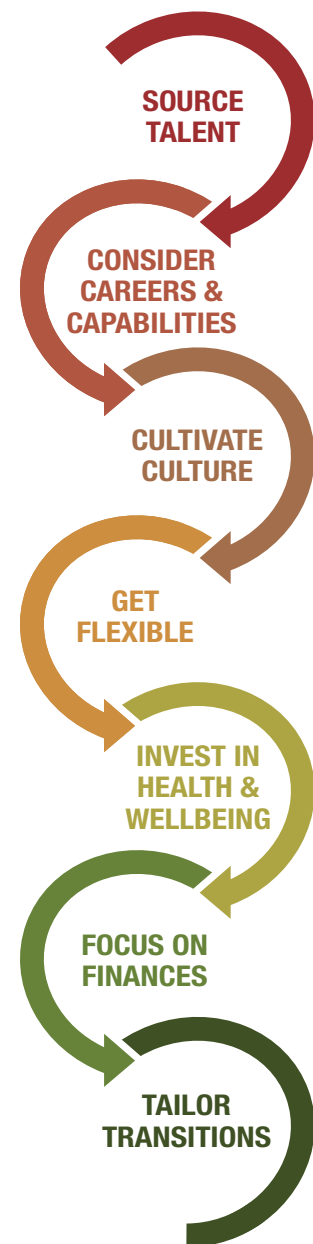 SOURCE
TALENT
CONSIDER
CAREERS &
CAPABILITIES
CULTIVATE
CULTURE
GET
FLEXIBLE
INVEST IN
HEALTH &
WELLBEING
FOCUS ON
FINANCES
TAILOR
TRANSITIONS